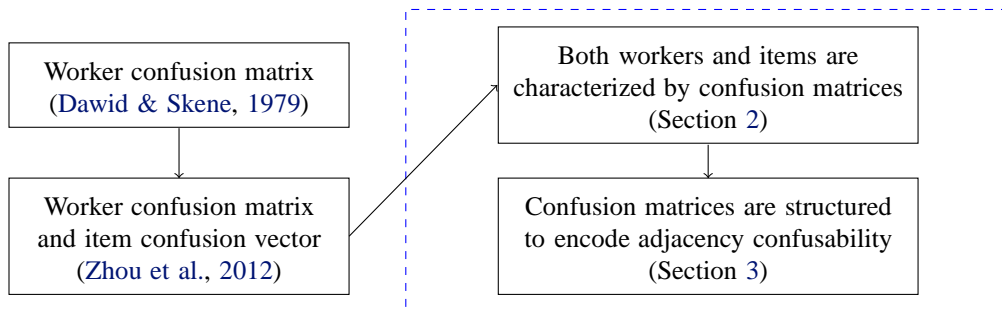 Worker confusion matrix
(Dawid & Skene, 1979)
Worker confusion matrix
and item confusion vector
(Zhou et al., 2012)
Both workers and items are
characterized by confusion matrices
(Section 2)
Confusion matrices are structured
to encode adjacency confusability
(Section 3)